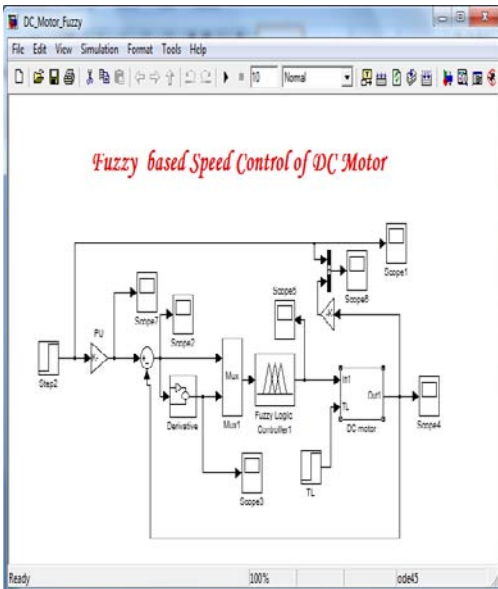 DC_Motor_Fuzzy
File Edit View Simulation Format Tools Help
10 Normal
Fuzzy based Speed Control of DC Motor
Scope1
Scope8
Scope6
Scope7
Scope2
PU
Step2
Mux
Mux1
Fuzzy Logic
Controller1
In1
TL
Out1
DC motor
Scope4
Derivative
Scope3
TL
Ready 100% ode45